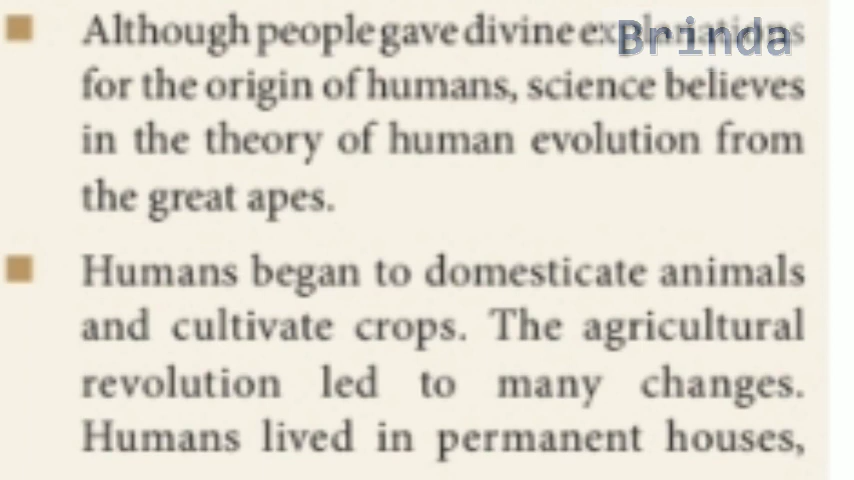 Although people gave divine explanations
Brinda
for the origin of humans, science believes
in the theory of human evolution from
the great apes.
Humans began to domesticate animals
and cultivate crops. The agricultural
revolution led to many changes.
Humans lived in permanent houses,